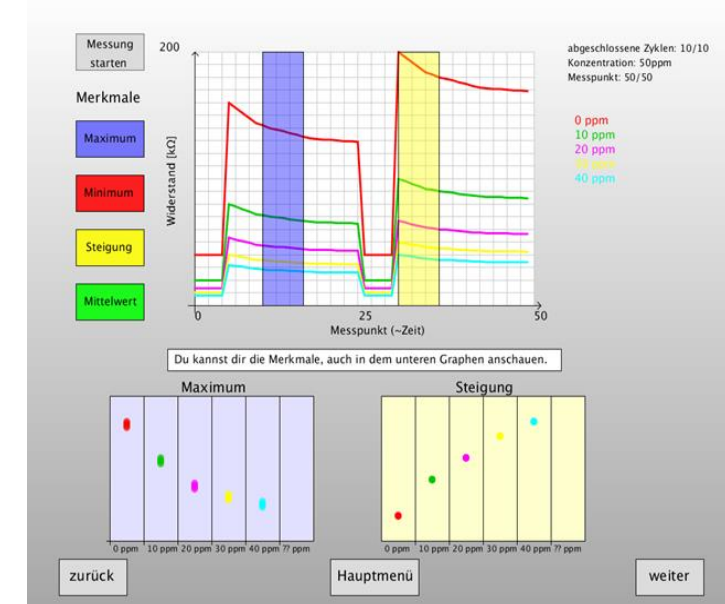 Messung
starten
Merkmale
Maximum
Minimum
Steigung
Mittelwert
200
Widerstand [kΩ]
0
25
50
Messpunkt (~Zeit)
abgeschlossene Zyklen: 10/10
Konzentration: 50ppm
Messpunkt: 50/50
0 ppm
10 ppm
20 ppm
30 ppm
40 ppm
Du kannst dir die Merkmale, auch in dem unteren Graphen anschauen.
Maximum
0 ppm 10 ppm 20 ppm 30 ppm 40 ppm ?? ppm
Steigung
0 ppm 10 ppm 20 ppm 30 ppm 40 ppm ?? ppm
zurück
Hauptmenü
weiter